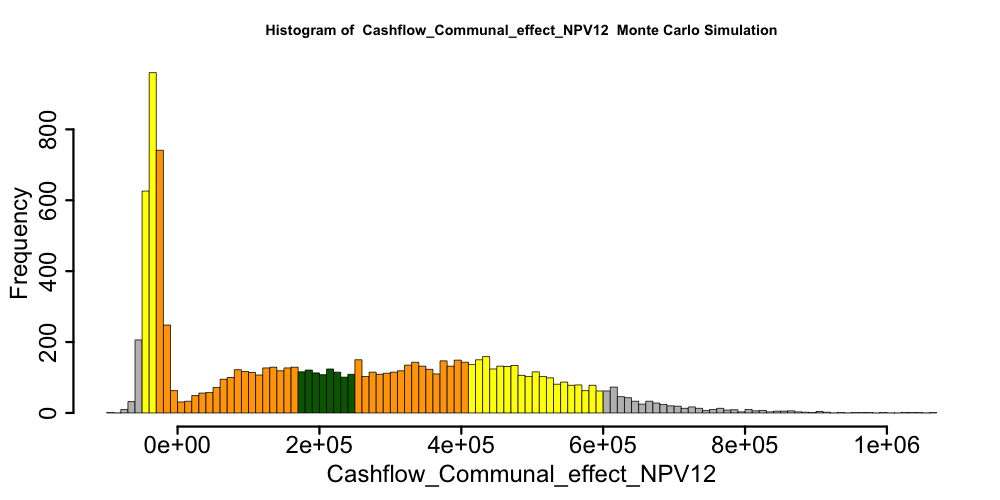 Histogram of  Cashflow_Communal_effect_NPV12  Monte Carlo Simulation
Frequency
800
600
400
200
0
0e+00 2e+05 4e+05 6e+05 8e+05 1e+06
Cashflow_Communal_effect_NPV12